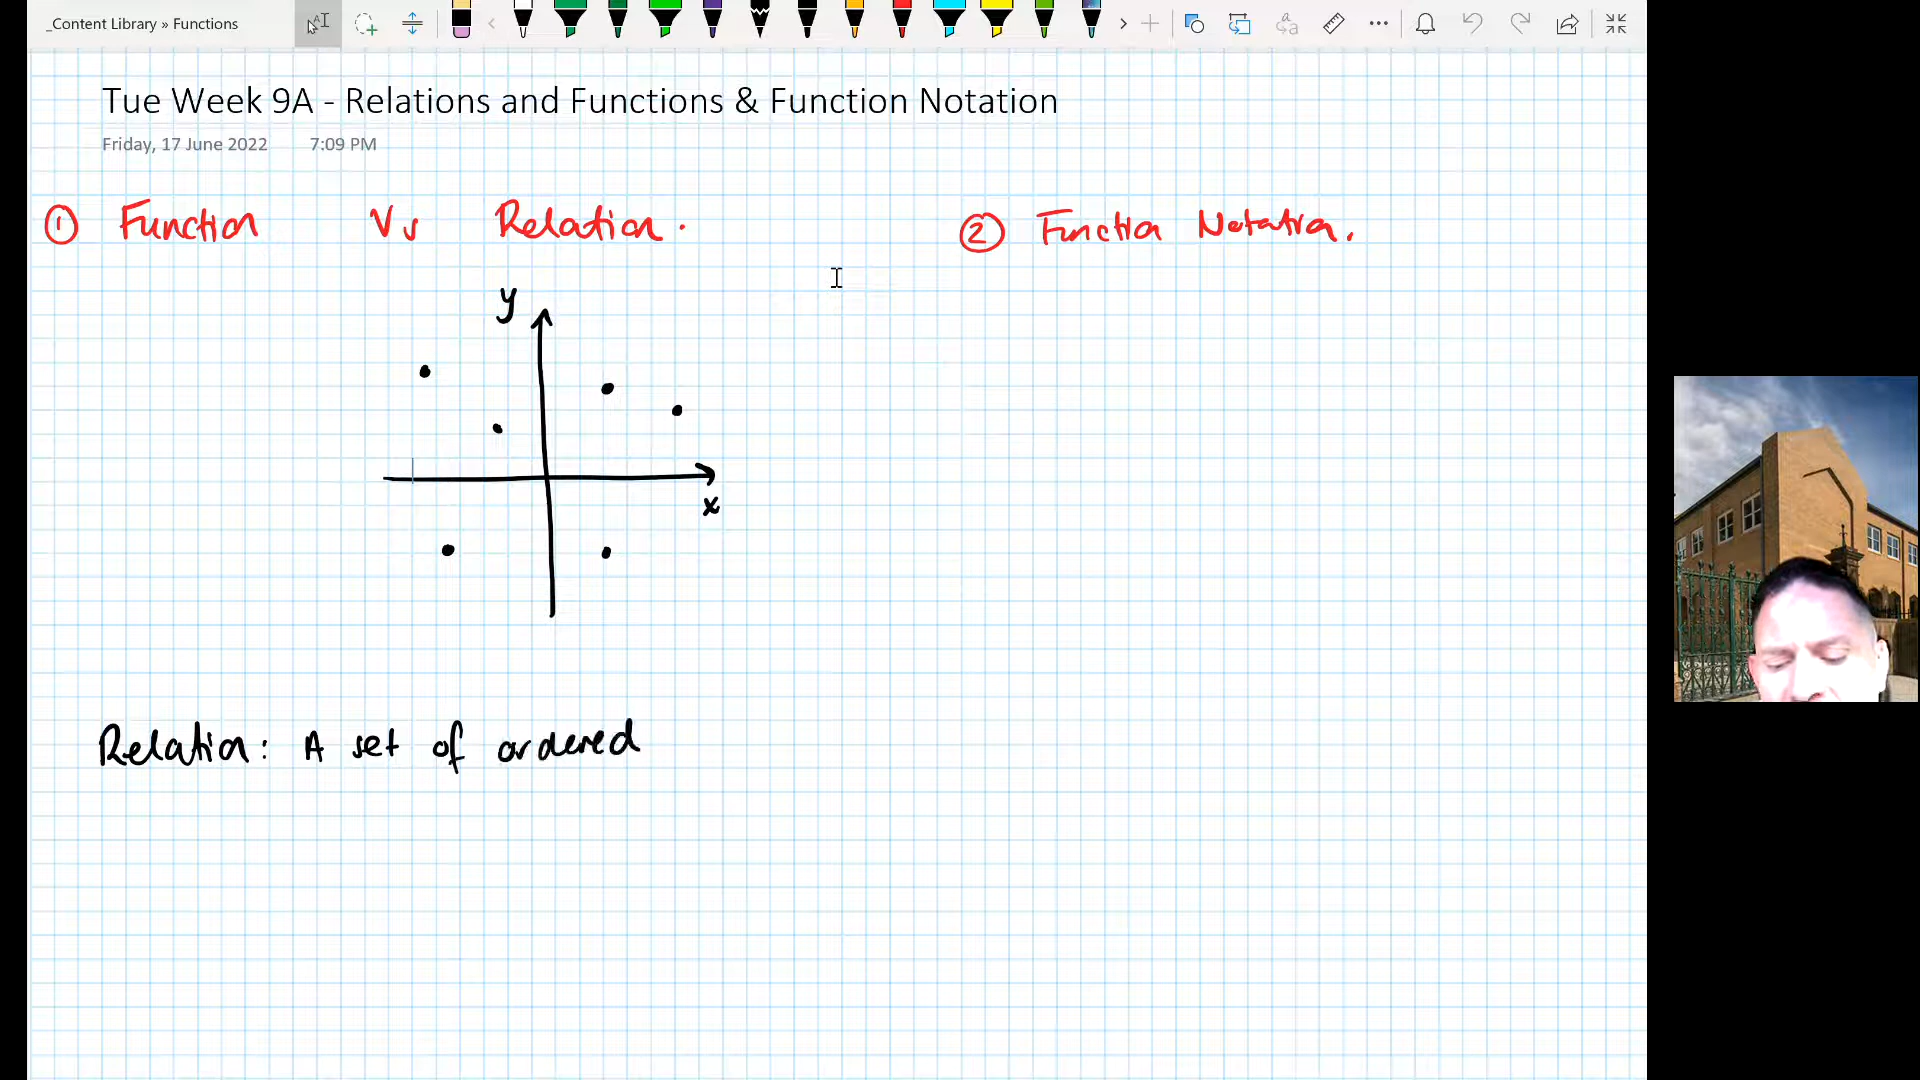 _Content Library » Functions
Tue Week 9A - Relations and Functions & Function Notation
Friday, 17 June 2022 7:09 PM
① Function Vs Relation.
② Function Notation.
y
x
Relation: A set of ordered